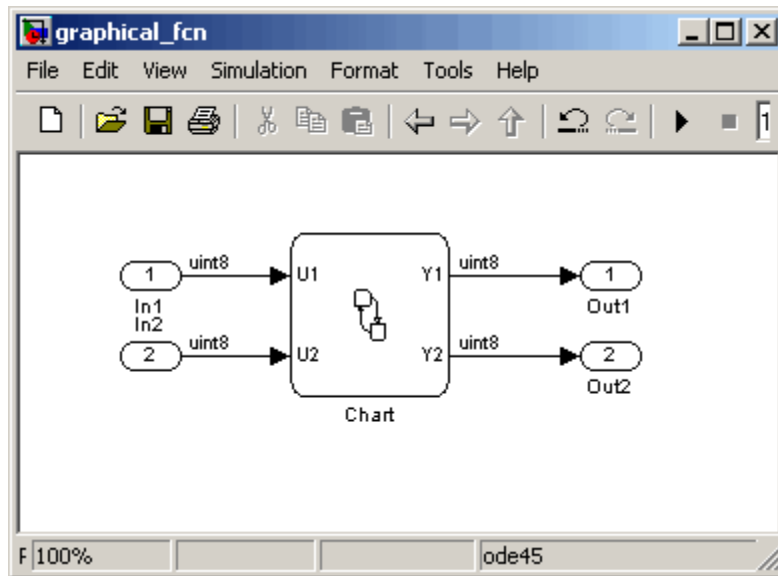 graphical_fcn
File Edit View Simulation Format Tools Help
1
uint8 uint8
1 U1 Y1 1
In1 Out1
In2
uint8 uint8
2 U2 Y2 2
Out2
Chart
F 100% ode45